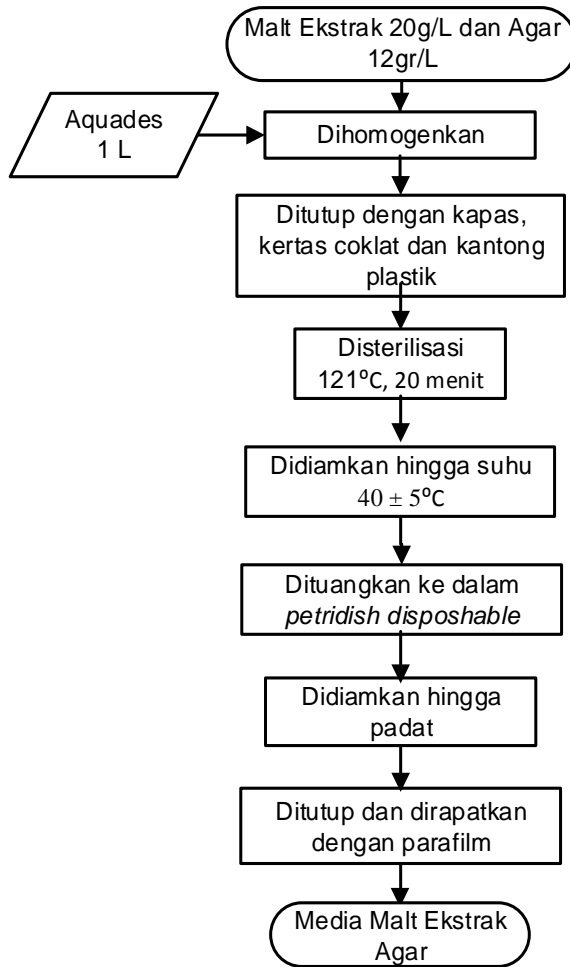 Malt Ekstrak 20g/L dan Agar
12gr/L
Aquades
1 L
Dihomogenkan
Ditutup dengan kapas,
kertas coklat dan kantong
plastik
Disterilisasi
121⁰C, 20 menit
Didiamkan hingga suhu
40 ± 5⁰C
Dituangkan ke dalam
petridish disposhable
Didiamkan hingga
padat
Ditutup dan dirapatkan
dengan parafilm
Media Malt Ekstrak
Agar